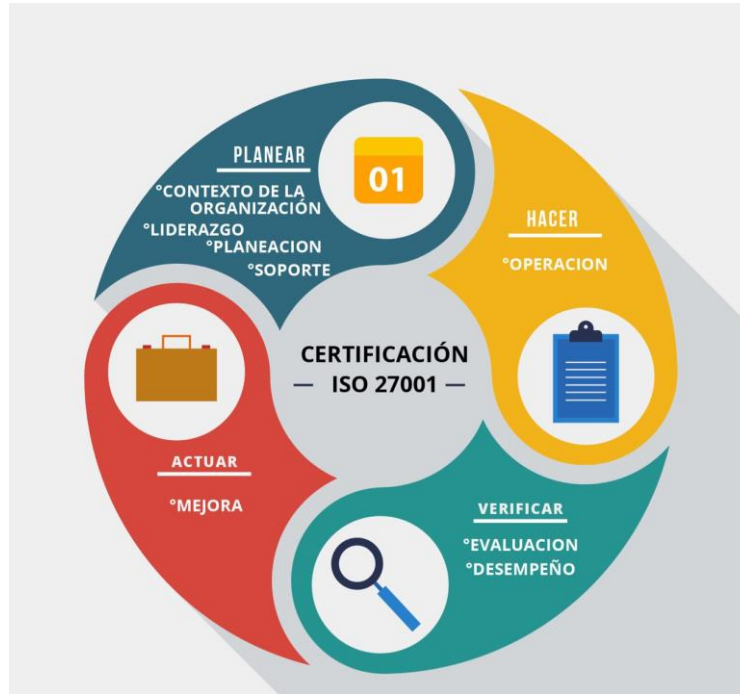 PLANEAR
01
°CONTEXTO DE LA
ORGANIZACIÓN
°LIDERAZGO
°PLANEACION
°SOPORTE
HACER
°OPERACION
CERTIFICACIÓN
— ISO 27001 —
VERIFICAR
°EVALUACION
°DESEMPEÑO
ACTUAR
°MEJORA